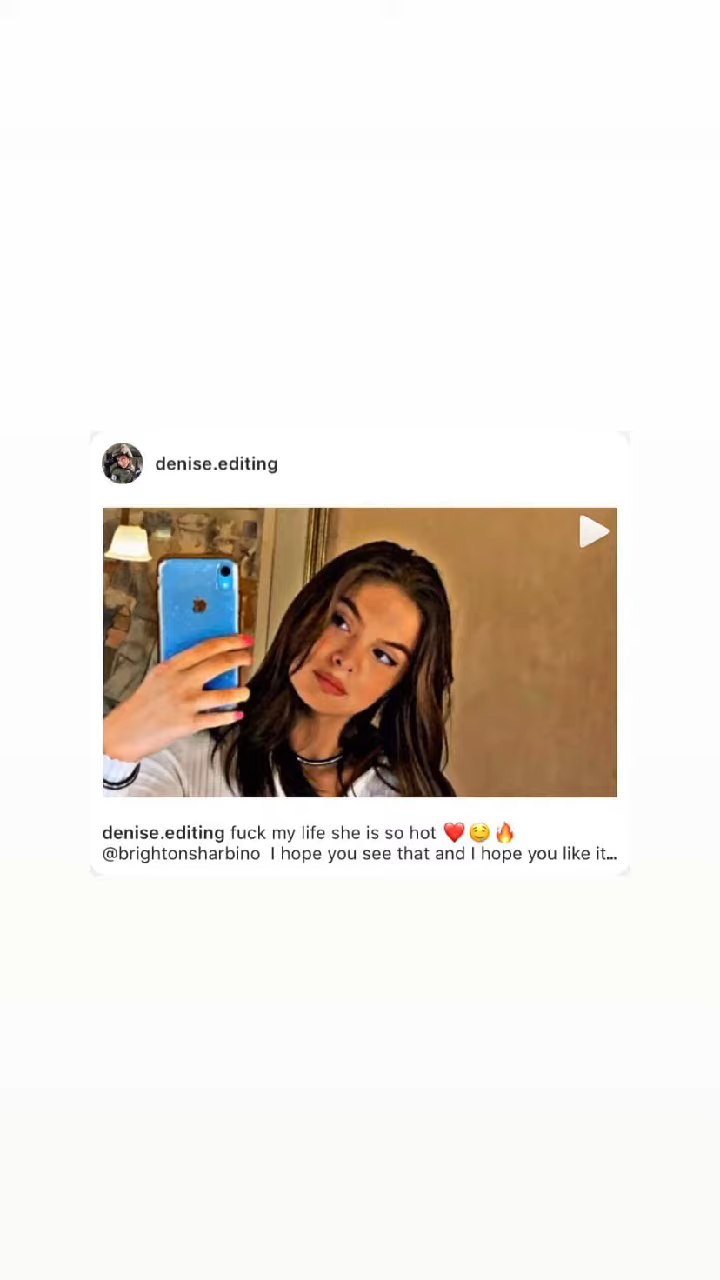 denise.editing
denise.editing fuck my life she is so hot ❤️🤤🔥
@brightonsharbino I hope you see that and I hope you like it...